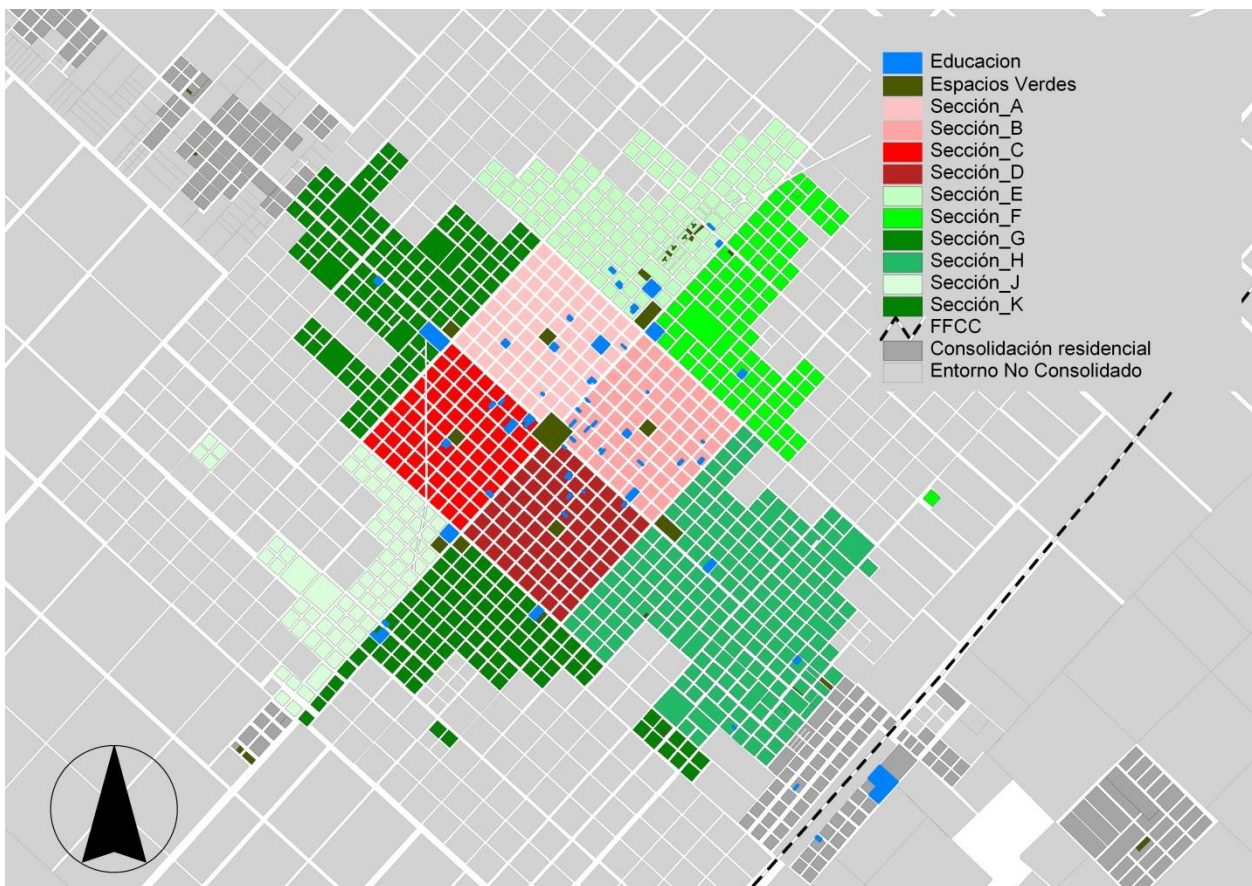 Educacion
Espacios Verdes
Sección_A
Sección_B
Sección_C
Sección_D
Sección_E
Sección_F
Sección_G
Sección_H
Sección_J
Sección_K
FFCC
Consolidación residencial
Entorno No Consolidado